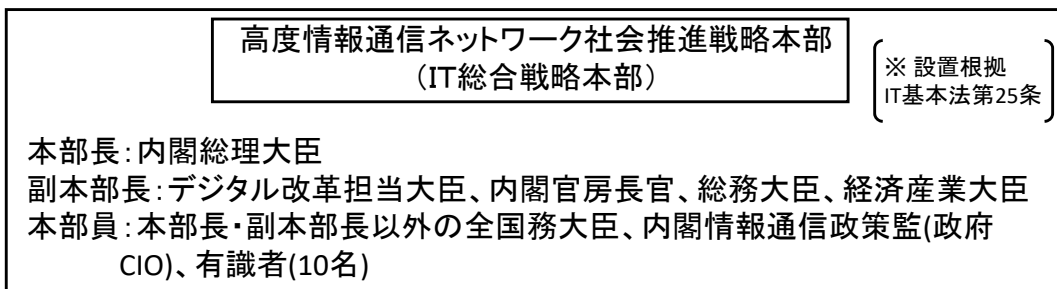 高度情報通信ネットワーク社会推進戦略本部
（IT総合戦略本部）
※ 設置根拠
IT基本法第25条
本部長：内閣総理大臣
副本部長：デジタル改革担当大臣、内閣官房長官、総務大臣、経済産業大臣
本部員：本部長・副本部長以外の全国務大臣、内閣情報通信政策監(政府
CIO)、有識者(10名)